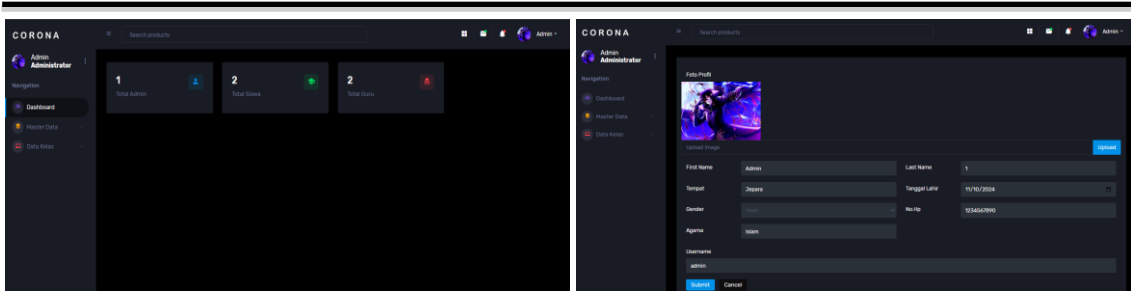 CORONA
Search products
Admin
Admin
Administrator
Navigation
Dashboard
Master Data
Data Kelas
1
Total Admin
2
Total Siswa
2
Total Guru
CORONA
Search products
Admin
Admin
Administrator
Navigation
Dashboard
Master Data
Data Kelas
Foto Profil
Upload Image
Upload
First Name
Admin
Last Name
1
Tempat
Jepara
Tanggal Lahir
11/10/2024
Gender
No.Hp
1234567890
Agama
Islam
Username
admin
Submit
Cancel